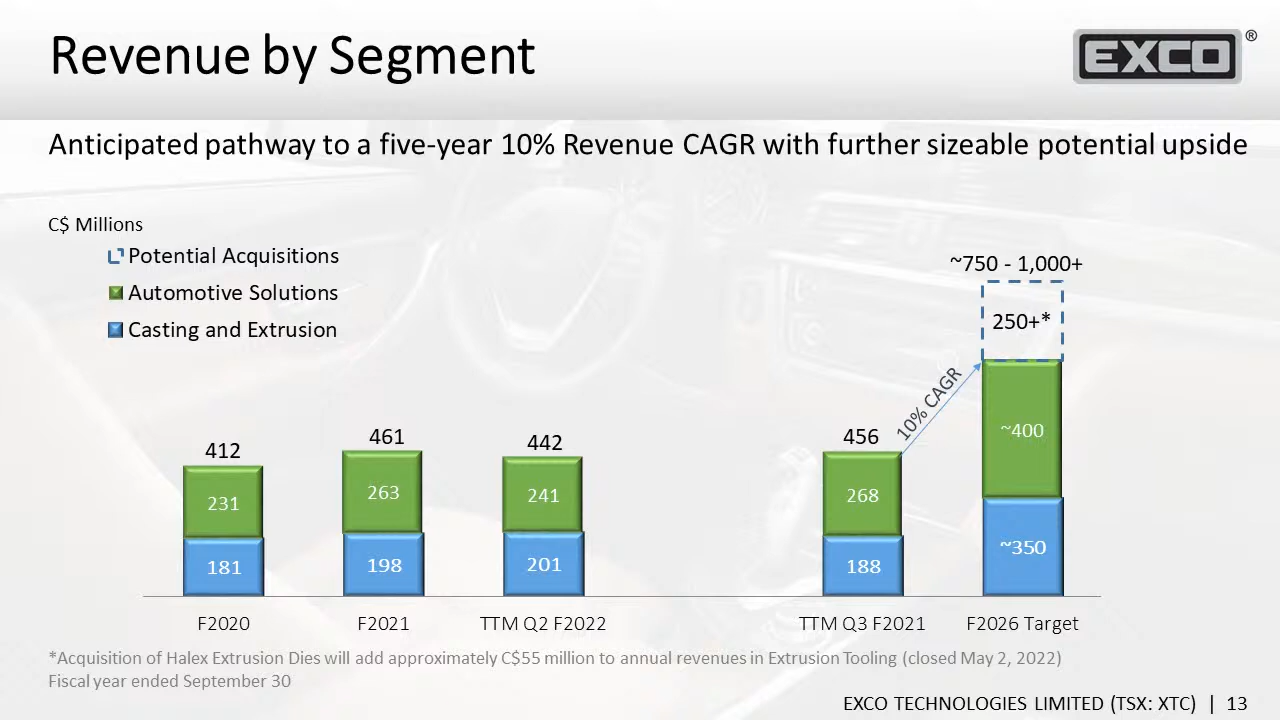 Revenue by Segment
EXCO®
Anticipated pathway to a five-year 10% Revenue CAGR with further sizeable potential upside
C$ Millions
Potential Acquisitions
Automotive Solutions
Casting and Extrusion
~750 - 1,000+
250+*
10% CAGR
412
461
442
456
~400
231
263
241
268
181
198
201
188
~350
F2020
F2021
TTM Q2 F2022
TTM Q3 F2021
F2026 Target
*Acquisition of Halex Extrusion Dies will add approximately C$55 million to annual revenues in Extrusion Tooling (closed May 2, 2022)
Fiscal year ended September 30
EXCO TECHNOLOGIES LIMITED (TSX: XTC) | 13